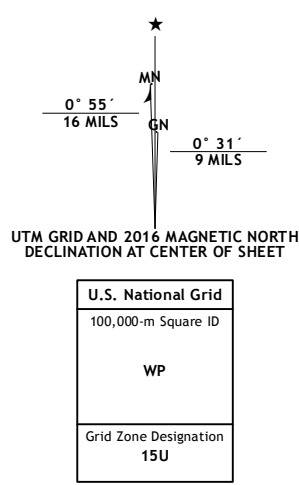 ★
MN
0° 55´
16 MILS
GN
0° 31´
9 MILS
UTM GRID AND 2016 MAGNETIC NORTH
DECLINATION AT CENTER OF SHEET
U.S. National Grid
100,000-m Square ID
WP
Grid Zone Designation
15U